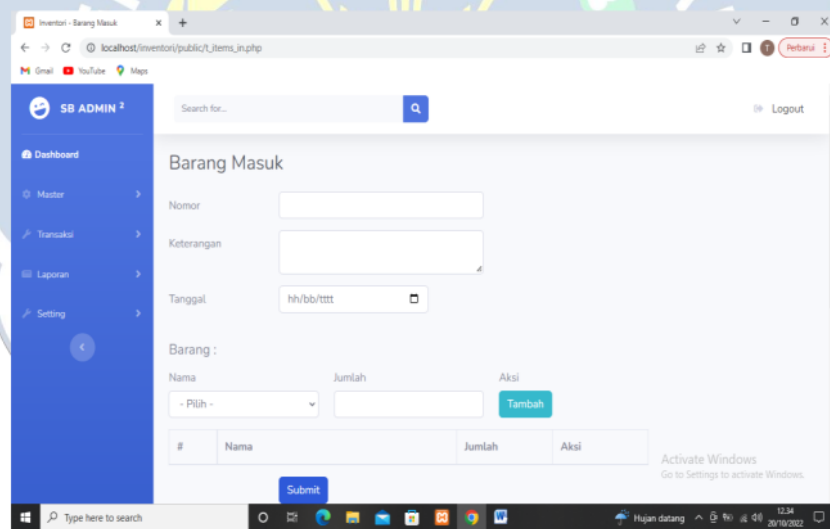 Inventori - Barang Masuk
localhost/inventori/public/t_items_in.php
Perbarui
Gmail YouTube Maps
SB ADMIN 2
Search for...
Logout
Dashboard
Master
Transaksi
Laporan
Setting
Barang Masuk
Nomor
Keterangan
Tanggal
hh/bb/tttt
Barang :
Nama Jumlah Aksi
- Pilih -
Tambah
# Nama Jumlah Aksi
Submit
Activate Windows
Go to Settings to activate Windows.
Type here to search
Hujan datang
12.34
20/10/2022